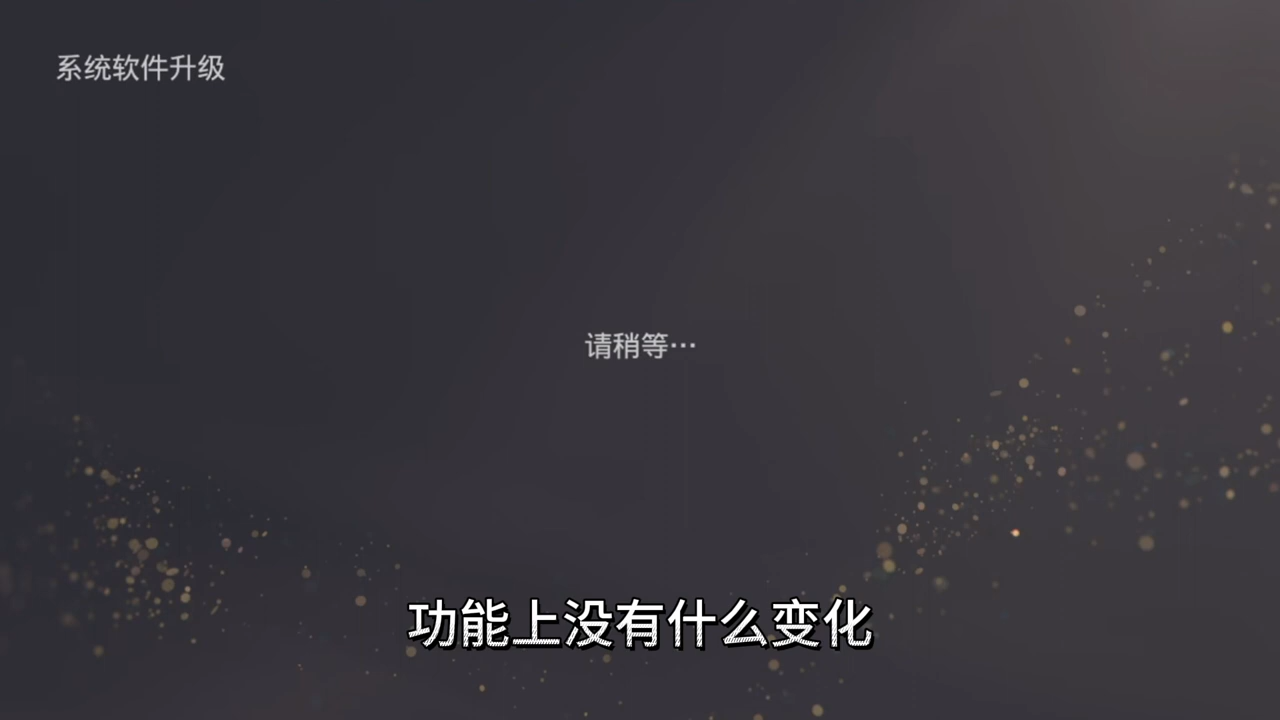 系统软件升级
请稍等…
功能上没有什么变化